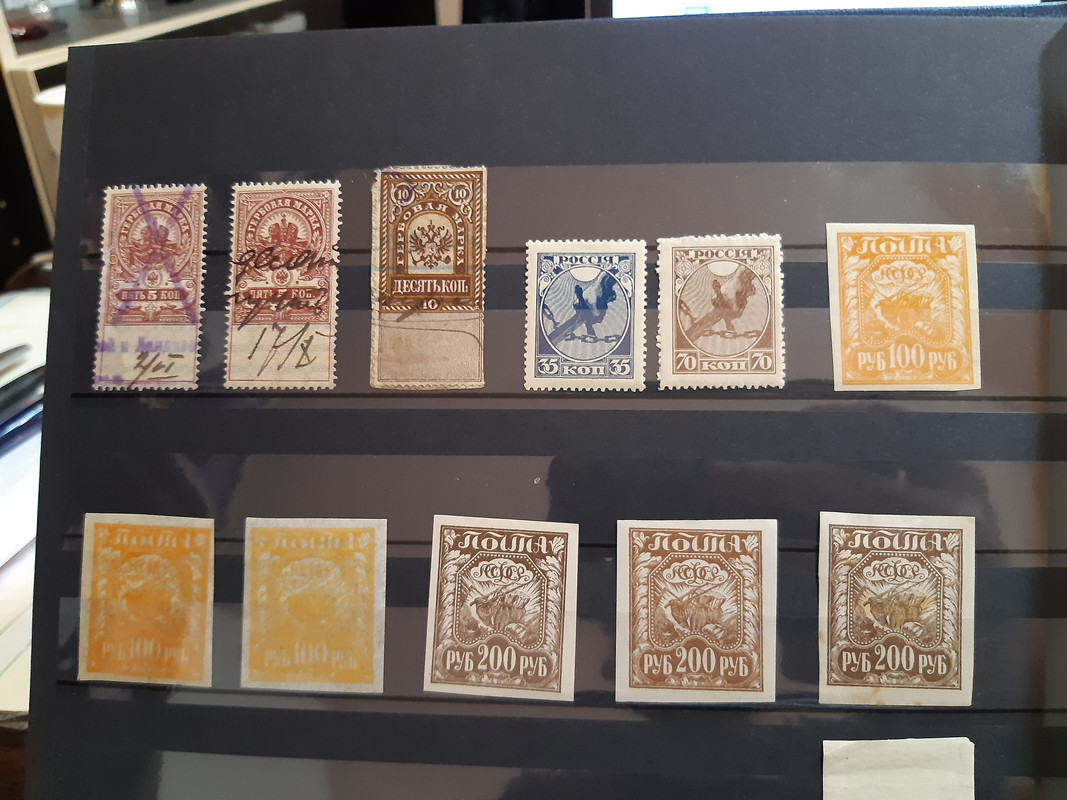 ГЕРБОВАЯ МАРКА
ПЯТЬ 5 КОП.
ГЕРБОВАЯ МАРКА
ПЯТЬ 5 КОП.
17/X
10 10
ГЕРБОВАЯ МАРКА
ДЕСЯТЬ КОП.
10
РОССІЯ
35 КОП 35
РОССІЯ
70 КОП 70
ПОЧТА
РСФСР
РУБ 100 РУБ
ПОЧТА
РУБ 100 РУБ
ПОЧТА
РУБ 100 РУБ
ПОЧТА
РСФСР
РУБ 200 РУБ
ПОЧТА
РСФСР
РУБ 200 РУБ
ПОЧТА
РСФСР
РУБ 200 РУБ